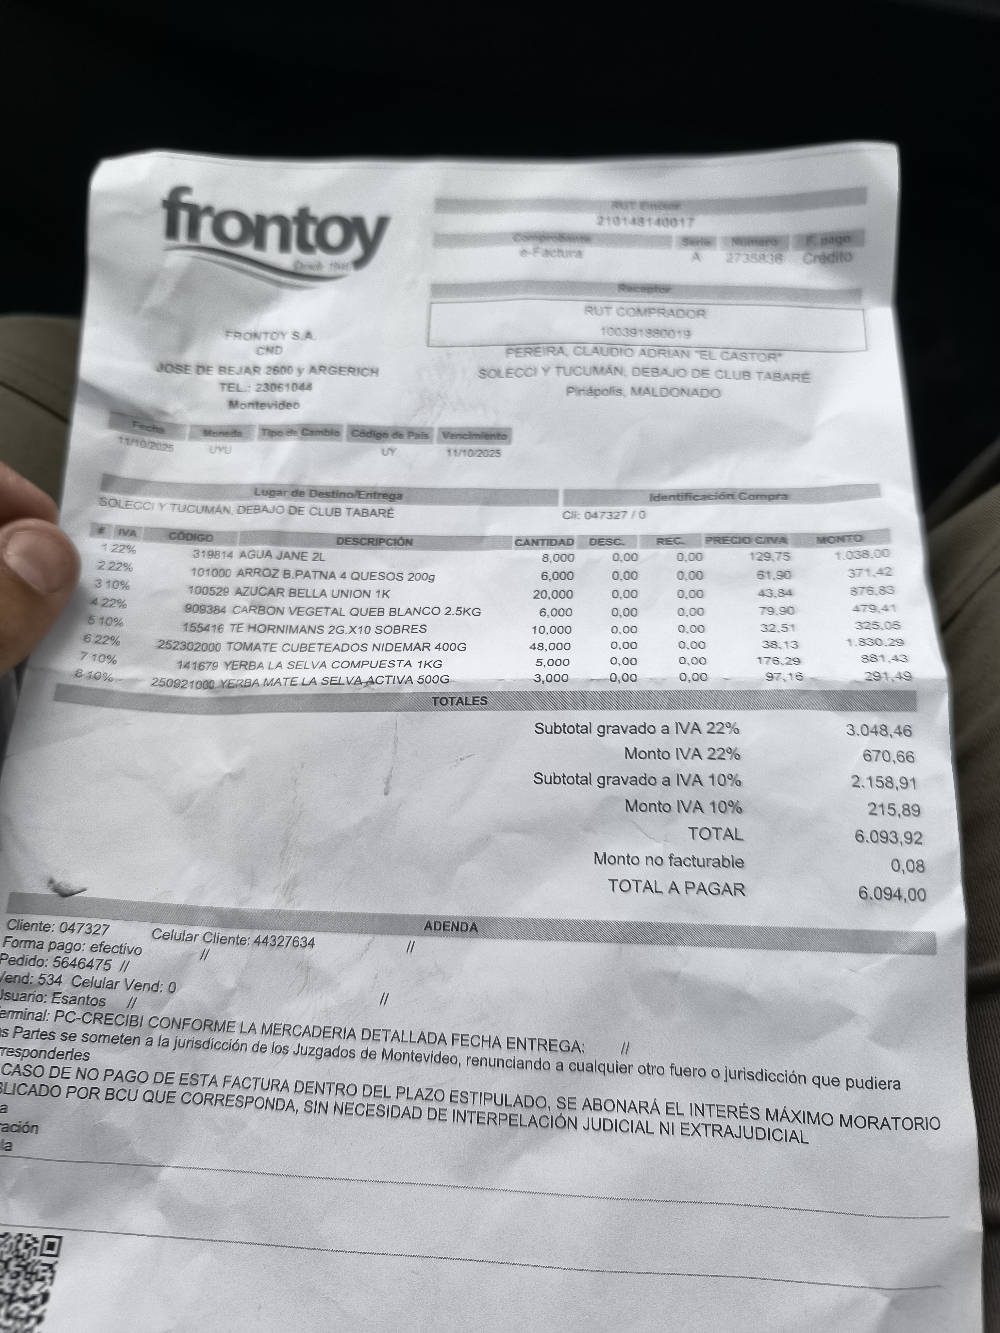 frontoy
FRONTOY S.A.
CND
JOSE DE BEJAR 2600 y ARGERICH
TEL.: 23061044
Montevideo
RUT Emisor
210148140017
Comprobante Serie Número F. pago
e-Factura A 2735836 Crédito
Receptor
RUT COMPRADOR
100391880019
PEREIRA, CLAUDIO ADRIAN "EL CASTOR"
SOLECCI Y TUCUMÁN, DEBAJO DE CLUB TABARÉ
Piriápolis, MALDONADO
Fecha Moneda Tipo de Cambio Código de País Vencimiento
11/10/2025 UYU UY 11/10/2025
Lugar de Destino/Entrega Identificación Compra
SOLECCI Y TUCUMÁN, DEBAJO DE CLUB TABARÉ Cli: 047327 / 0
# IVA CÓDIGO DESCRIPCIÓN CANTIDAD DESC. REC. PRECIO C/IVA MONTO
1 22% 319814 AGUA JANE 2L 8,000 0,00 0,00 129,75 1.038,00
2 22% 101000 ARROZ B.PATNA 4 QUESOS 200g 6,000 0,00 0,00 61,90 371,42
3 10% 100529 AZUCAR BELLA UNION 1K 20,000 0,00 0,00 43,84 876,83
4 22% 909384 CARBON VEGETAL QUEB BLANCO 2.5KG 6,000 0,00 0,00 79,90 479,41
5 10% 155416 TE HORNIMANS 2G.X10 SOBRES 10,000 0,00 0,00 32,51 325,05
6 22% 252302000 TOMATE CUBETEADOS NIDEMAR 400G 48,000 0,00 0,00 38,13 1.830,29
7 10% 141679 YERBA LA SELVA COMPUESTA 1KG 5,000 0,00 0,00 176,29 881,43
8 10% 250921000 YERBA MATE LA SELVA ACTIVA 500G 3,000 0,00 0,00 97,16 291,49
TOTALES
Subtotal gravado a IVA 22% 3.048,46
Monto IVA 22% 670,66
Subtotal gravado a IVA 10% 2.158,91
Monto IVA 10% 215,89
TOTAL 6.093,92
Monto no facturable 0,08
TOTAL A PAGAR 6.094,00
ADENDA
Cliente: 047327 Celular Cliente: 44327634 //
Forma pago: efectivo //
Pedido: 5646475 //
Vend: 534 Celular Vend: 0
Usuario: Esantos // //
erminal: PC-CRECIBI CONFORME LA MERCADERIA DETALLADA FECHA ENTREGA: //
as Partes se someten a la jurisdicción de los Juzgados de Montevideo, renunciando a cualquier otro fuero o jurisdicción que pudiera
rresponderles
CASO DE NO PAGO DE ESTA FACTURA DENTRO DEL PLAZO ESTIPULADO, SE ABONARÁ EL INTERÉS MÁXIMO MORATORIO
BLICADO POR BCU QUE CORRESPONDA, SIN NECESIDAD DE INTERPELACIÓN JUDICIAL NI EXTRAJUDICIAL
a
ración
la